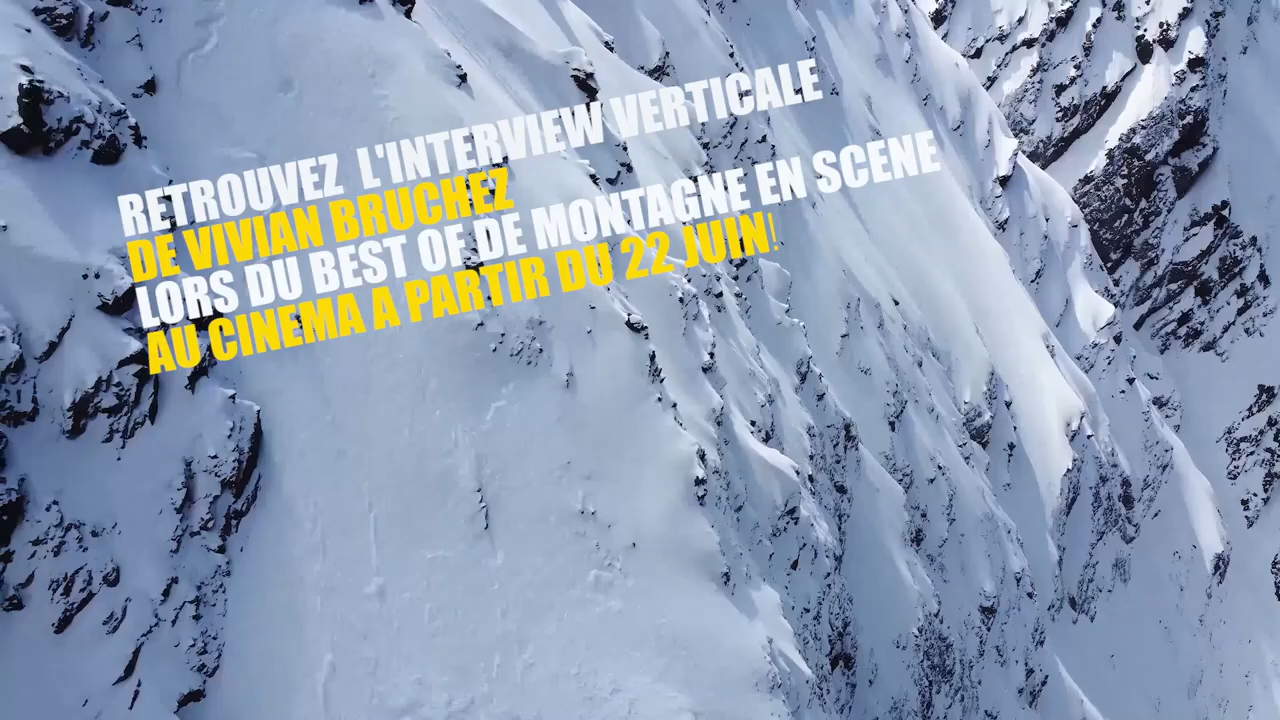 RETROUVEZ L'INTERVIEW VERTICALE
DE VIVIAN BRUCHEZ
LORS DU BEST OF DE MONTAGNE EN SCENE
AU CINEMA A PARTIR DU 22 JUIN!